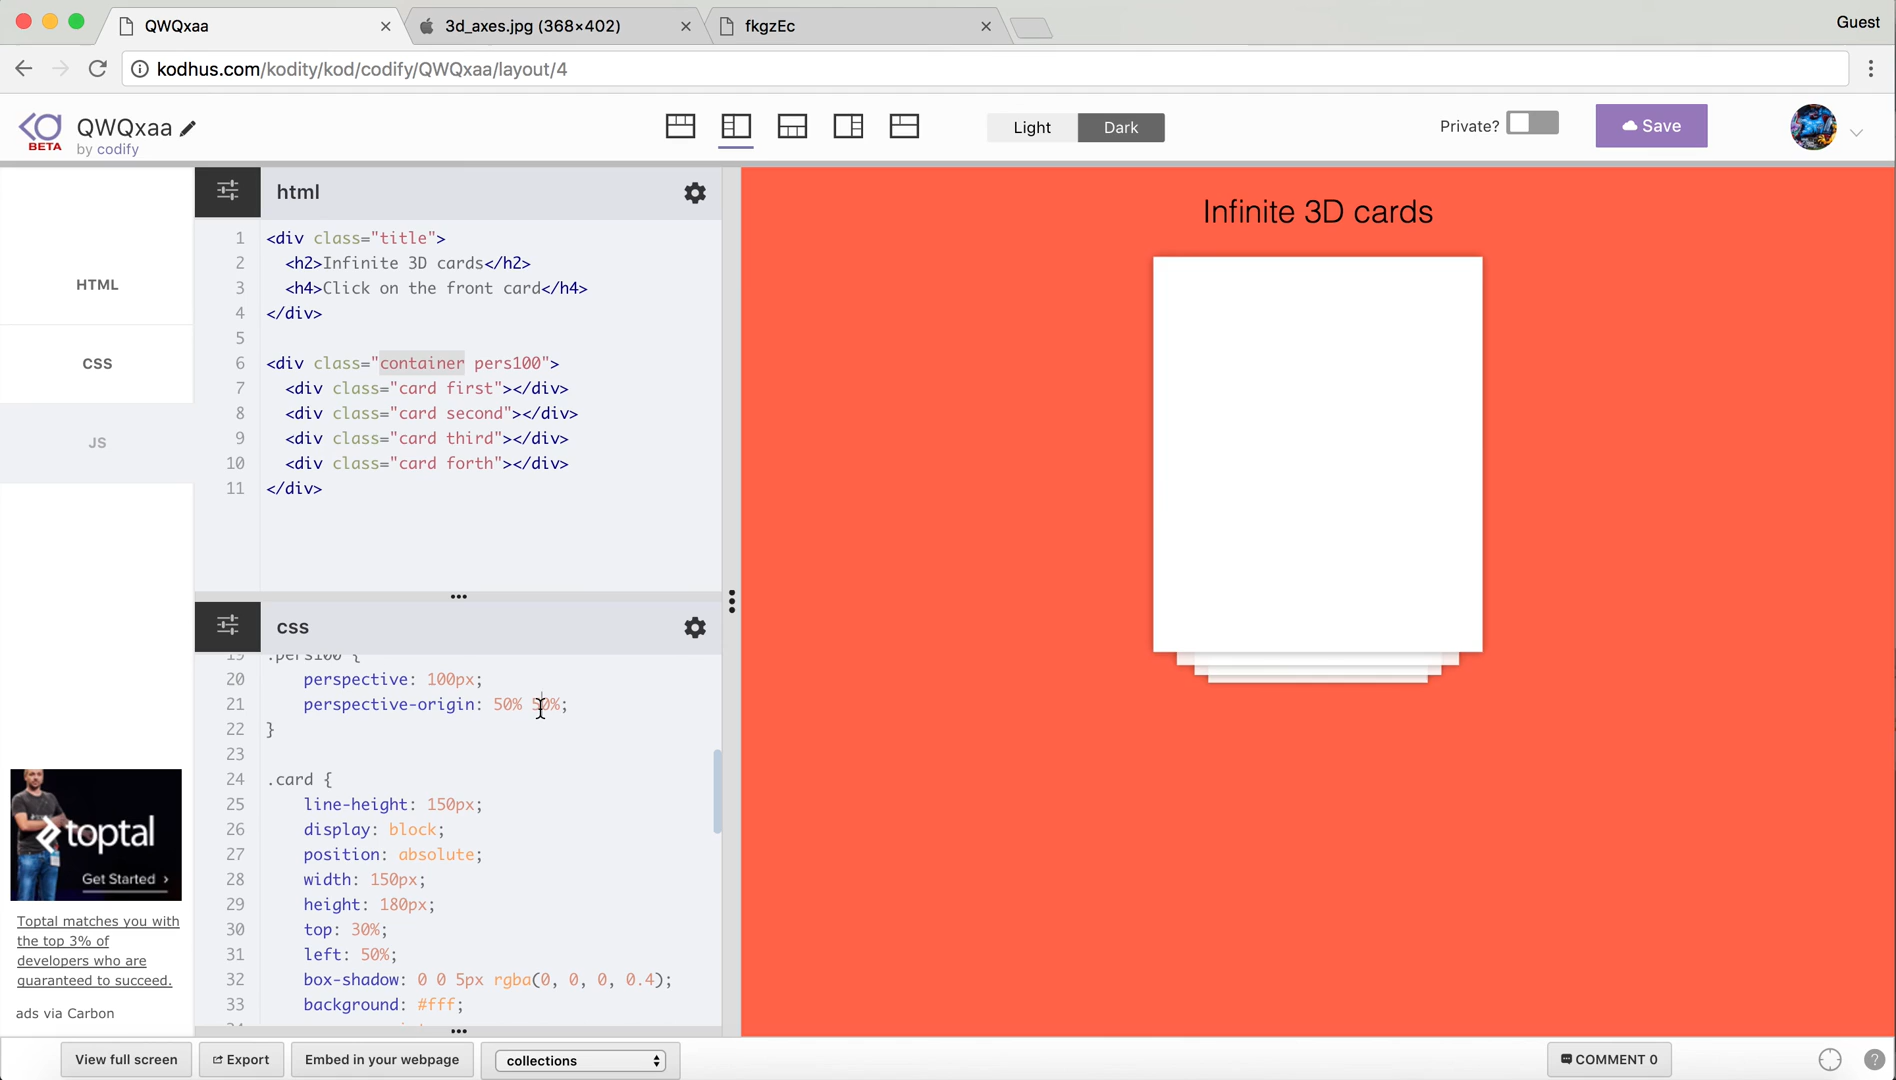 QWQxaa
3d_axes.jpg (368×402)
fkgzEc
Guest
kodhus.com/kodity/kod/codify/QWQxaa/layout/4
BETA
QWQxaa
by codify
Light
Dark
Private?
Save
HTML
CSS
JS
html
1 <div class="title">
2 <h2>Infinite 3D cards</h2>
3 <h4>Click on the front card</h4>
4 </div>
5
6 <div class="container pers100">
7 <div class="card first"></div>
8 <div class="card second"></div>
9 <div class="card third"></div>
10 <div class="card forth"></div>
11 </div>
css
19 .pers100 {
20 perspective: 100px;
21 perspective-origin: 50% 50%;
22 }
23
24 .card {
25 line-height: 150px;
26 display: block;
27 position: absolute;
28 width: 150px;
29 height: 180px;
30 top: 30%;
31 left: 50%;
32 box-shadow: 0 0 5px rgba(0, 0, 0, 0.4);
33 background: #fff;
Infinite 3D cards
toptal
Get Started ›
Toptal matches you with
the top 3% of
developers who are
guaranteed to succeed.
ads via Carbon
View full screen
Export
Embed in your webpage
collections
COMMENT 0
?